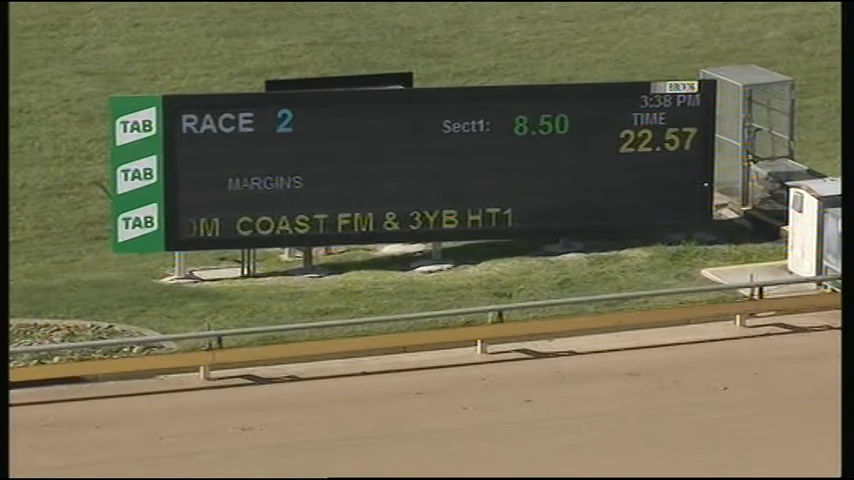 TAB
TAB
TAB
RACE 2
Sect1: 8.50
3:38 PM
TIME
22.57
MARGINS
COAST FM & 3YB HT1